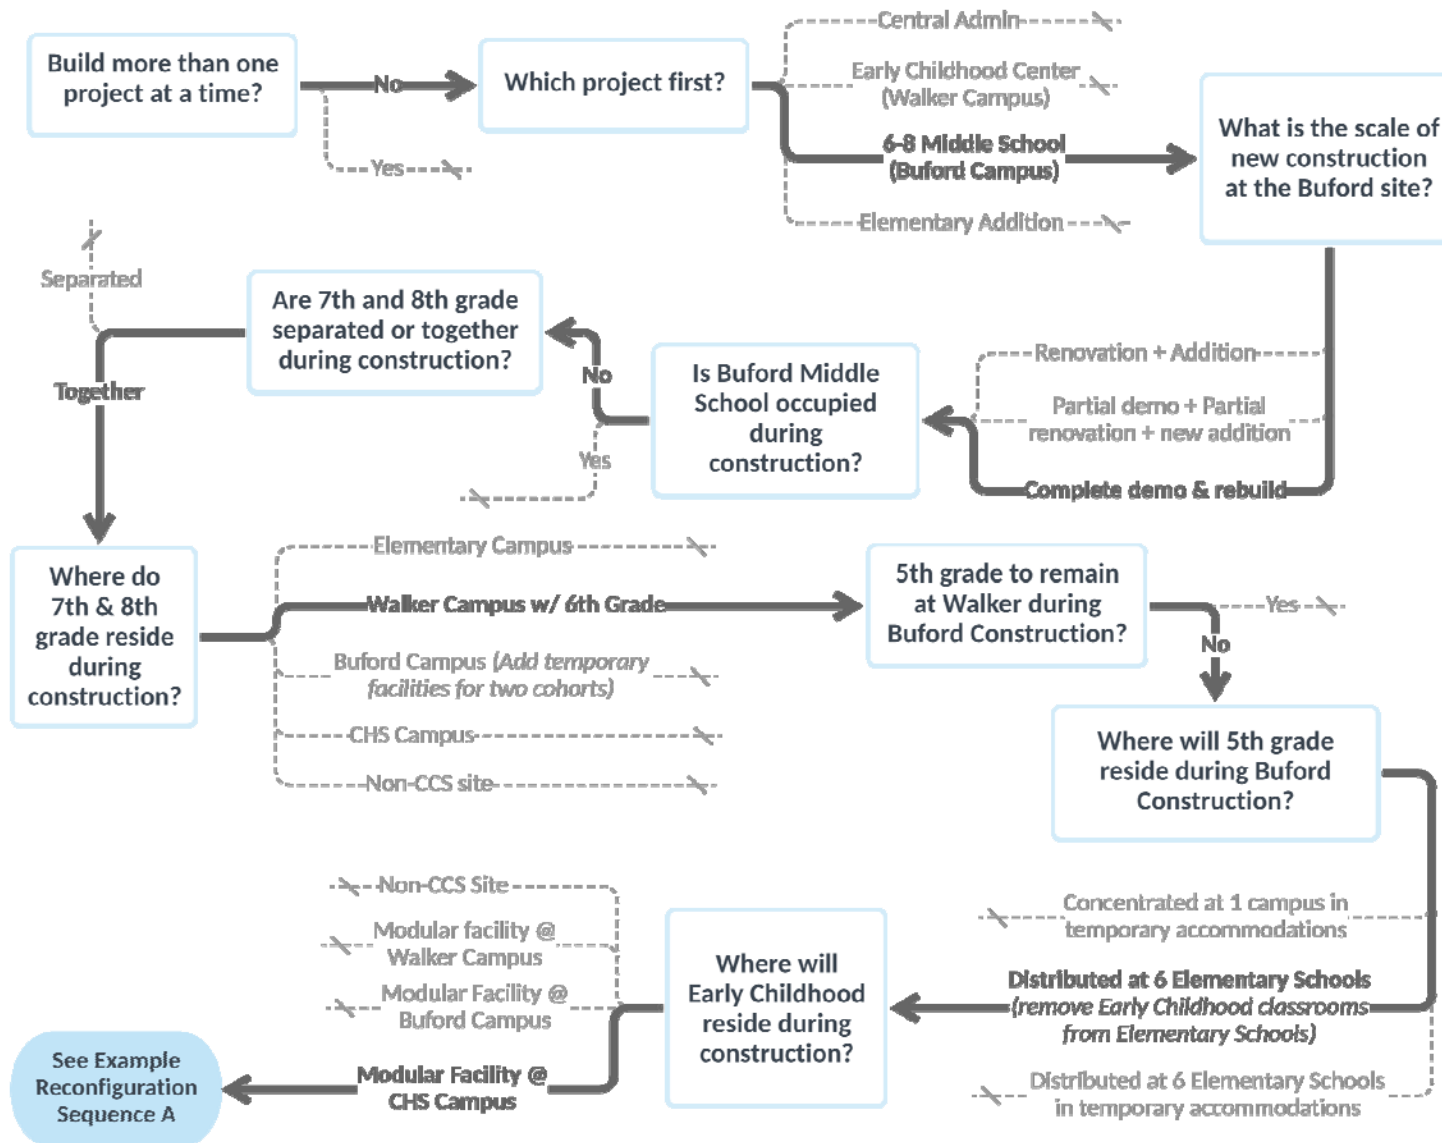 Build more than one
project at a time?
No
Yes
Which project first?
Central Admin
Early Childhood Center
(Walker Campus)
6-8 Middle School
(Buford Campus)
Elementary Addition
What is the scale of
new construction
at the Buford site?
Renovation + Addition
Partial demo + Partial
renovation + new addition
Complete demo & rebuild
Is Buford Middle
School occupied
during
construction?
No
Yes
Are 7th and 8th grade
separated or together
during construction?
Separated
Together
Where do
7th & 8th
grade reside
during
construction?
Elementary Campus
Walker Campus w/ 6th Grade
Buford Campus (Add temporary
facilities for two cohorts)
CHS Campus
Non-CCS site
5th grade to remain
at Walker during
Buford Construction?
Yes
No
Where will 5th grade
reside during Buford
Construction?
Concentrated at 1 campus in
temporary accommodations
Distributed at 6 Elementary Schools
(remove Early Childhood classrooms
from Elementary Schools)
Distributed at 6 Elementary Schools
in temporary accommodations
Where will
Early Childhood
reside during
construction?
Non-CCS Site
Modular facility @
Walker Campus
Modular Facility @
Buford Campus
Modular Facility @
CHS Campus
See Example
Reconfiguration
Sequence A